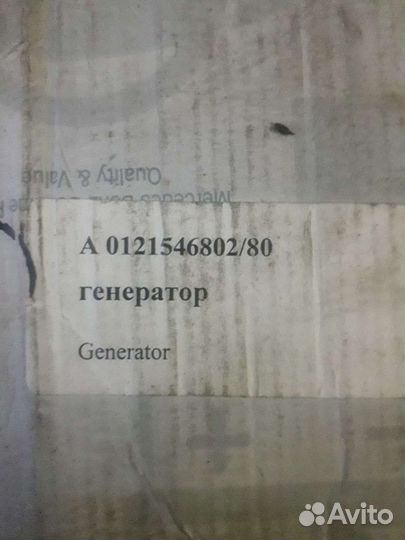 Quality & Value
A 0121546802/80
генератор
Generator
Avito